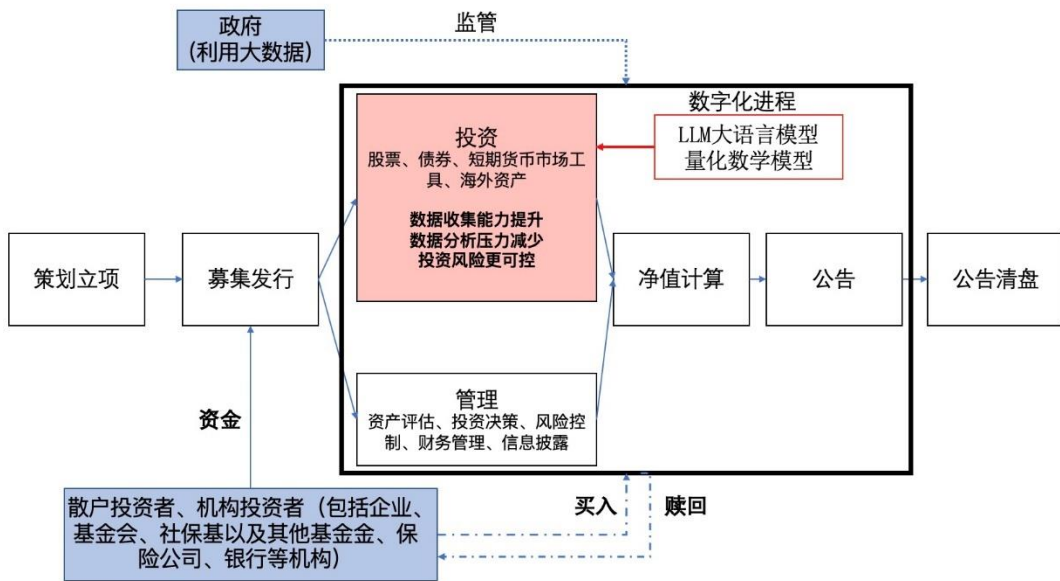 政府
（利用大数据）
监管
数字化进程
LLM大语言模型
量化数学模型
投资
股票、债券、短期货币市场工
具、海外资产
数据收集能力提升
数据分析压力减少
投资风险更可控
策划立项
募集发行
净值计算
公告
公告清盘
管理
资产评估、投资决策、风险控
制、财务管理、信息披露
资金
买入
赎回
散户投资者、机构投资者（包括企业、
基金会、社保基以及其他基金金、保
险公司、银行等机构）